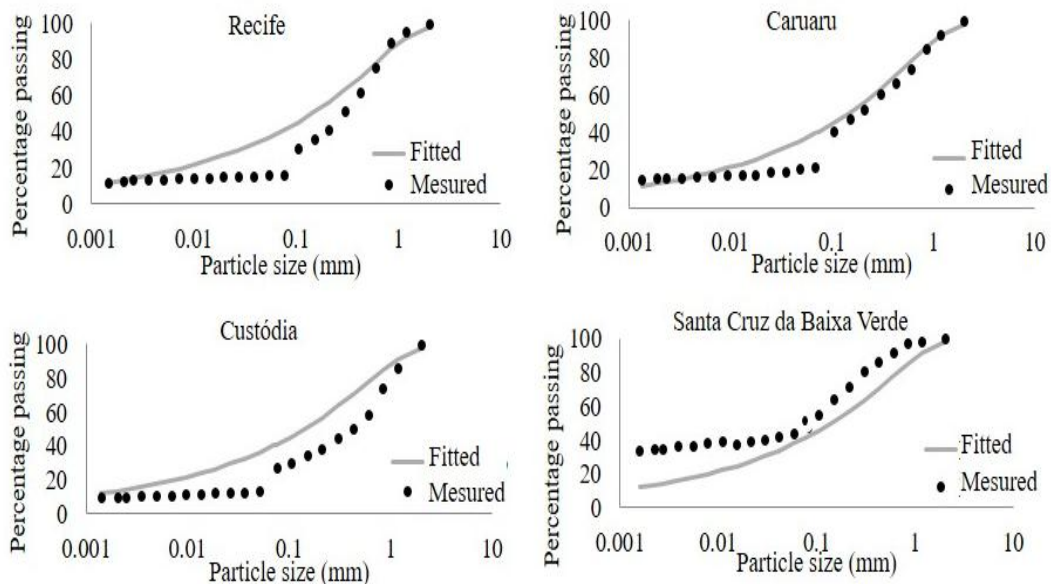 Recife
Percentage passing
100
80
60
40
20
0
Fitted
Mesured
0.001 0.01 0.1 1 10
Particle size (mm)
Caruaru
Percentage passing
100
80
60
40
20
0
Fitted
Mesured
0.001 0.01 0.1 1 10
Particle size (mm)
Custódia
Percentage passing
100
80
60
40
20
0
Fitted
Mesured
0.001 0.01 0.1 1 10
Particle size (mm)
Santa Cruz da Baixa Verde
Percentage passing
100
80
60
40
20
0
Fitted
Mesured
0.001 0.01 0.1 1 10
Particle size (mm)